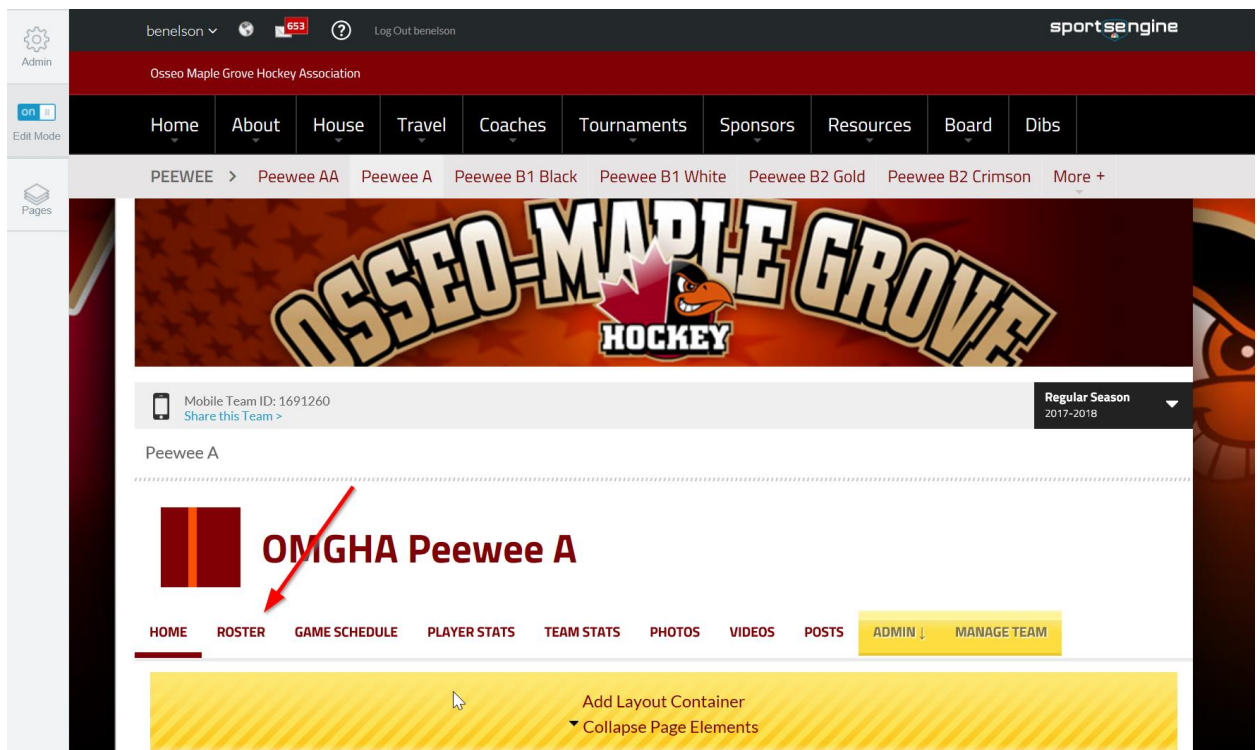 Admin
on
Edit Mode
Pages
benelson
653
?
Log Out benelson
sportsengine
Osseo Maple Grove Hockey Association
Home About House Travel Coaches Tournaments Sponsors Resources Board Dibs
PEEWEE > Peewee AA Peewee A Peewee B1 Black Peewee B1 White Peewee B2 Gold Peewee B2 Crimson More +
OSSEO-MAPLE GROVE
HOCKEY
Mobile Team ID: 1691260
Share this Team >
Regular Season
2017-2018
Peewee A
OMGHA Peewee A
HOME ROSTER GAME SCHEDULE PLAYER STATS TEAM STATS PHOTOS VIDEOS POSTS ADMIN ↓ MANAGE TEAM
Add Layout Container
Collapse Page Elements